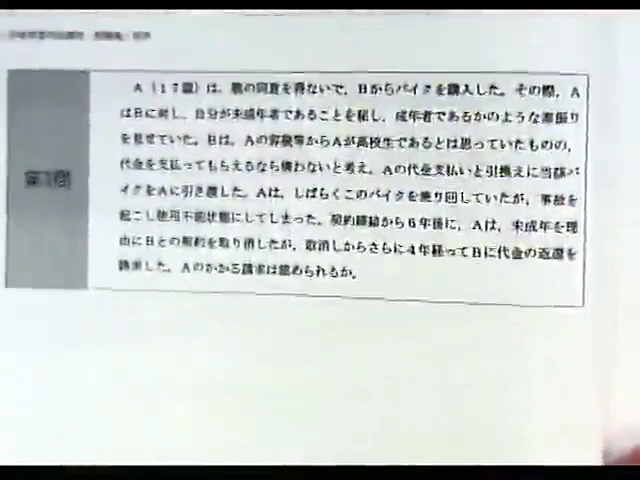 第1問
A（17歳）は、親の同意を得ないで、Bからバイクを購入した。その際、A
はBに対し、自分が未成年者であることを秘し、成年者であるかのような素振り
を見せていた。Bは、Aの容貌等からAが高校生であるとは思っていたものの、
代金を支払ってもらえるなら構わないと考え、Aの代金支払いと引換えに当該バ
イクをAに引き渡した。Aは、しばらくこのバイクを乗り回していたが、事故を
起こし使用不能状態にしてしまった。契約締結から6年後に、Aは、未成年を理
由にBとの契約を取り消したが、取消しからさらに4年経ってBに代金の返還を
請求した。Aのかかる請求は認められるか。